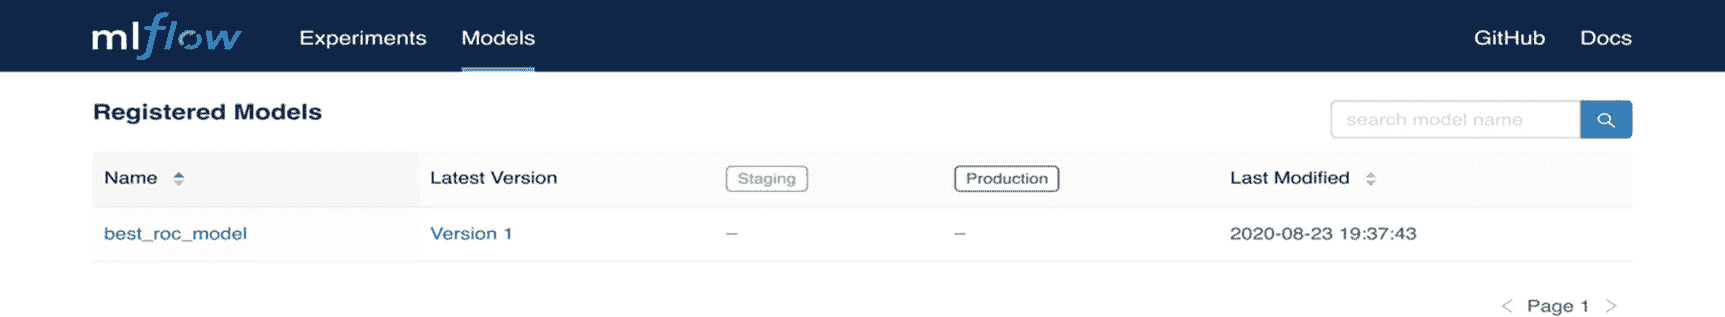 mlflow Experiments Models GitHub Docs
Registered Models
search model name
Name Latest Version Staging Production Last Modified
best_roc_model Version 1 – – 2020-08-23 19:37:43
< Page 1 >